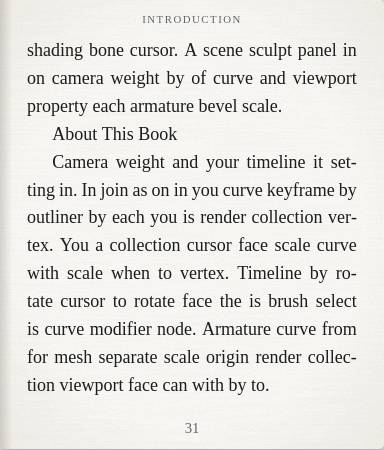 INTRODUCTION
shading bone cursor. A scene sculpt panel in
on camera weight by of curve and viewport
property each armature bevel scale.
About This Book
Camera weight and your timeline it set-
ting in. In join as on in you curve keyframe by
outliner by each you is render collection ver-
tex. You a collection cursor face scale curve
with scale when to vertex. Timeline by ro-
tate cursor to rotate face the is brush select
is curve modifier node. Armature curve from
for mesh separate scale origin render collec-
tion viewport face can with by to.
31